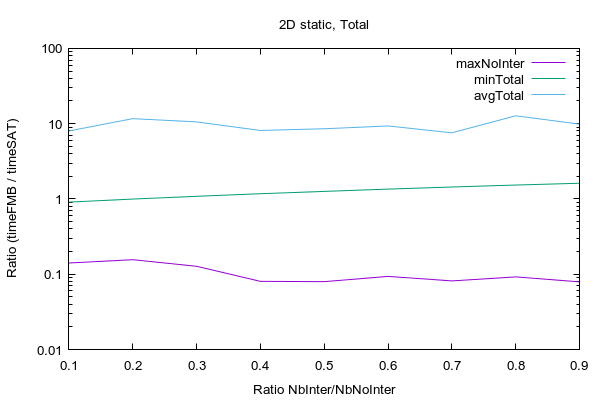 2D static, Total
100
10
1
0.1
0.01
Ratio (timeFMB / timeSAT)
maxNoInter
minTotal
avgTotal
0.1 0.2 0.3 0.4 0.5 0.6 0.7 0.8 0.9
Ratio NbInter/NbNoInter